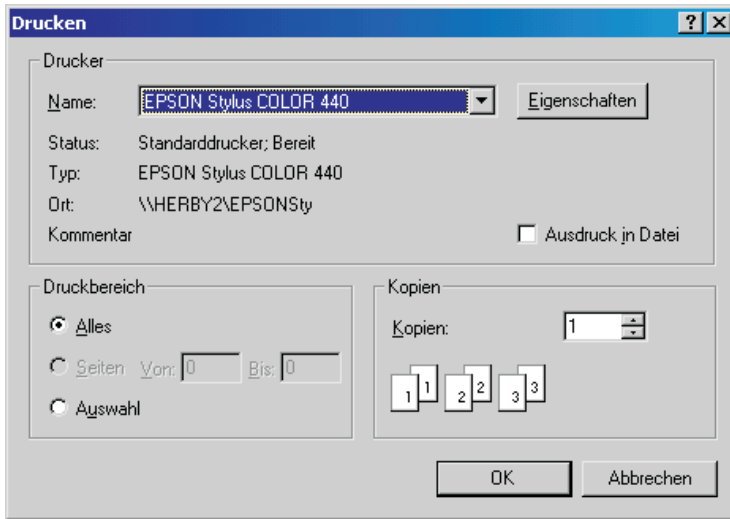 Drucken
Drucker
Name: EPSON Stylus COLOR 440 Eigenschaften
Status: Standarddrucker; Bereit
Typ: EPSON Stylus COLOR 440
Ort: \\HERBY2\EPSONSty
Kommentar Ausdruck in Datei
Druckbereich
Alles
Seiten Von: 0 Bis: 0
Auswahl
Kopien
Kopien: 1
1 1 2 2 3 3
OK Abbrechen